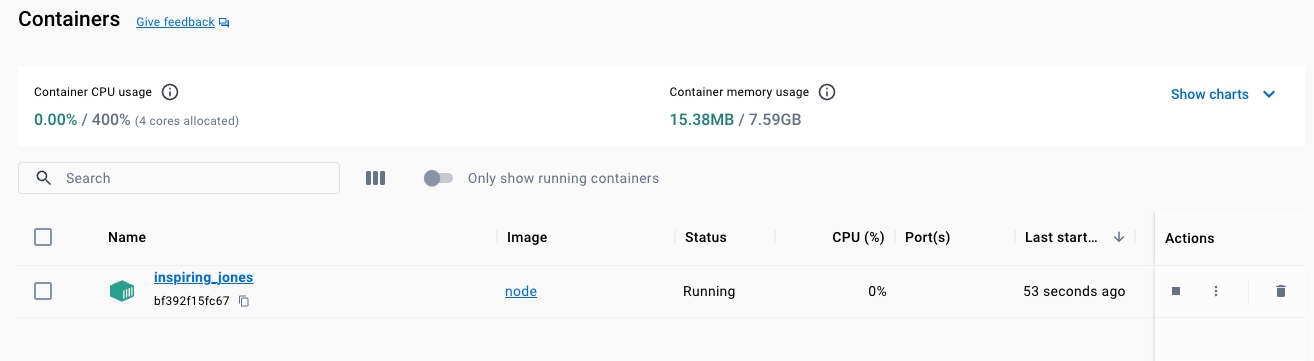 Containers Give feedback
Container CPU usage
0.00% / 400% (4 cores allocated)
Container memory usage
15.38MB / 7.59GB
Show charts
Search
Only show running containers
Name Image Status CPU (%) Port(s) Last start... Actions
inspiring_jones
bf392f15fc67
node Running 0% 53 seconds ago